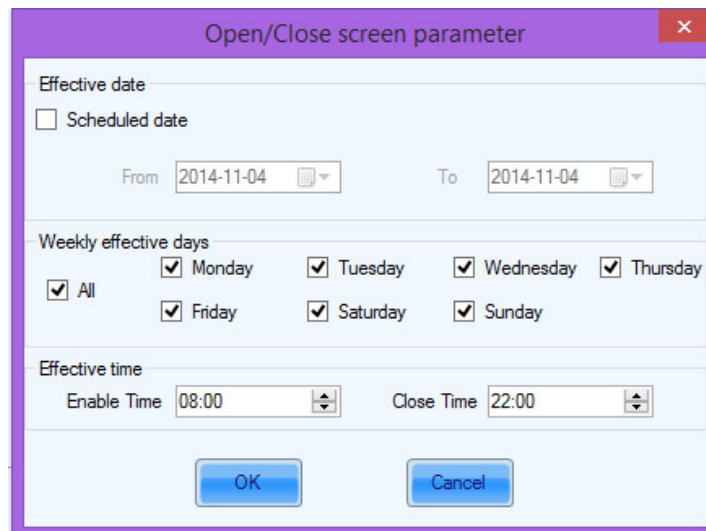 Open/Close screen parameter
Effective date
Scheduled date
From 2014-11-04 To 2014-11-04
Weekly effective days
All
Monday Tuesday Wednesday Thursday
Friday Saturday Sunday
Effective time
Enable Time 08:00 Close Time 22:00
OK Cancel